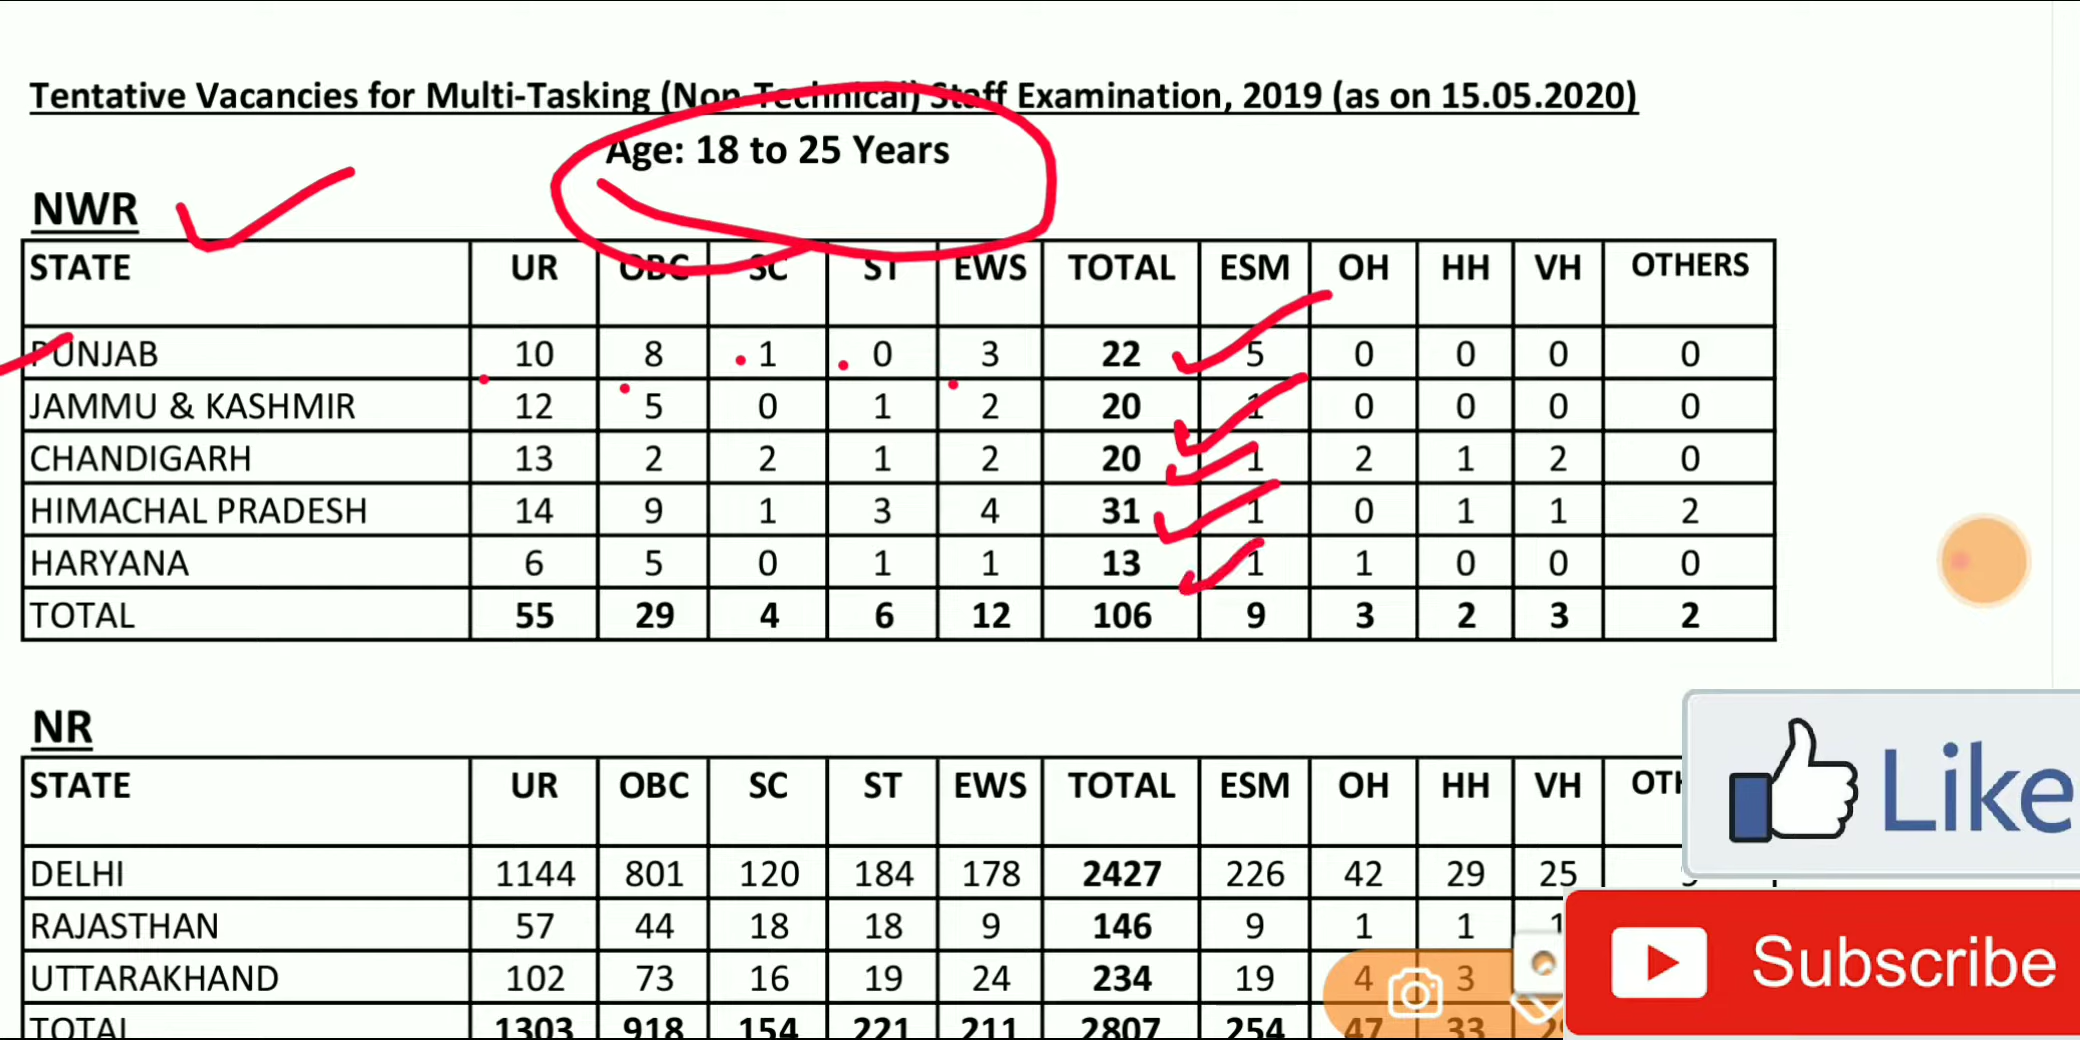 Tentative Vacancies for Multi-Tasking (Non-Technical) Staff Examination, 2019 (as on 15.05.2020)
Age: 18 to 25 Years
NWR
STATE UR OBC SC ST EWS TOTAL ESM OH HH VH OTHERS
PUNJAB 10 8 1 0 3 22 5 0 0 0 0
JAMMU & KASHMIR 12 5 0 1 2 20 1 0 0 0 0
CHANDIGARH 13 2 2 1 2 20 1 2 1 2 0
HIMACHAL PRADESH 14 9 1 3 4 31 1 0 1 1 2
HARYANA 6 5 0 1 1 13 1 1 0 0 0
TOTAL 55 29 4 6 12 106 9 3 2 3 2
NR
STATE UR OBC SC ST EWS TOTAL ESM OH HH VH
DELHI 1144 801 120 184 178 2427 226 42 29 25
RAJASTHAN 57 44 18 18 9 146 9 1 1 1
UTTARAKHAND 102 73 16 19 24 234 19 4 3
TOTAL 1303 918 154 221 211 2807 254 47 33
Like
Subscribe